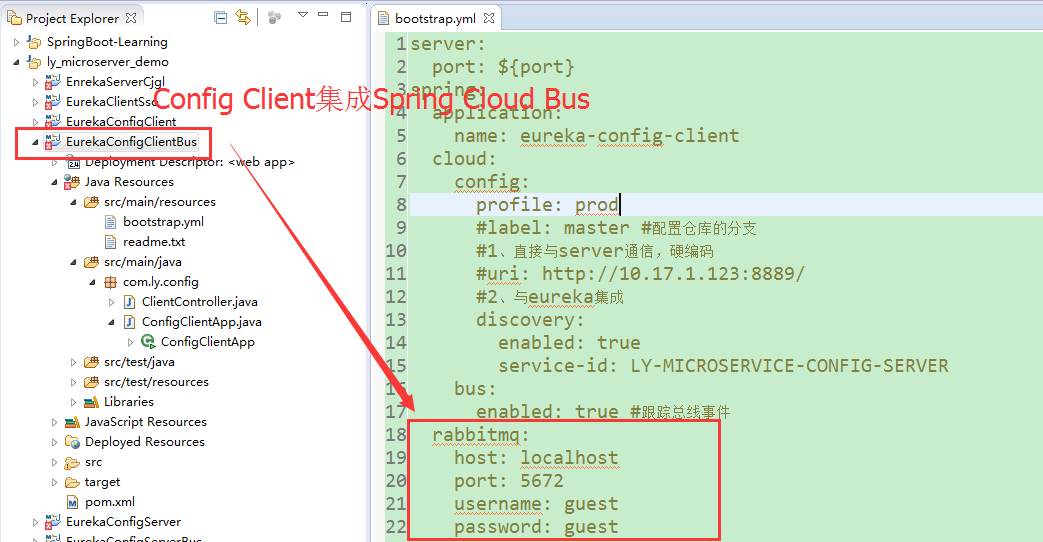 Project Explorer
SpringBoot-Learning
ly_microserver_demo
EnrekaServerCjgl
EurekaClientSsd
EurekaConfigClient
EurekaConfigClientBus
Deployment Descriptor: <web app>
Java Resources
src/main/resources
bootstrap.yml
readme.txt
src/main/java
com.ly.config
ClientController.java
ConfigClientApp.java
ConfigClientApp
src/test/java
src/test/resources
Libraries
JavaScript Resources
Deployed Resources
src
target
pom.xml
EurekaConfigServer
EurekaConfigServerBus
Config Client集成Spring Cloud Bus
bootstrap.yml
1 server:
2   port: ${port}
3 spring:
4   application:
5     name: eureka-config-client
6   cloud:
7     config:
8       profile: prod
9       #label: master #配置仓库的分支
10       #1、直接与server通信，硬编码
11       #uri: http://10.17.1.123:8889/
12       #2、与eureka集成
13       discovery:
14         enabled: true
15         service-id: LY-MICROSERVICE-CONFIG-SERVER
16     bus:
17       enabled: true #跟踪总线事件
18   rabbitmq:
19     host: localhost
20     port: 5672
21     username: guest
22     password: guest